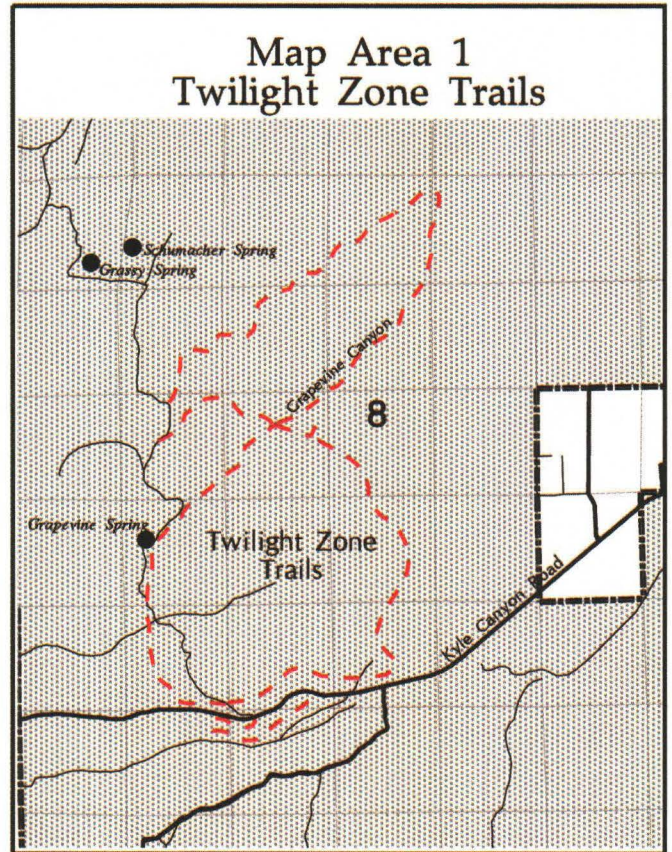 Map Area 1
Twilight Zone Trails
Schumacher Spring
Grassy Spring
Grapevine Canyon
8
Grapevine Spring
Twilight Zone
Trails
Kyle Canyon Road